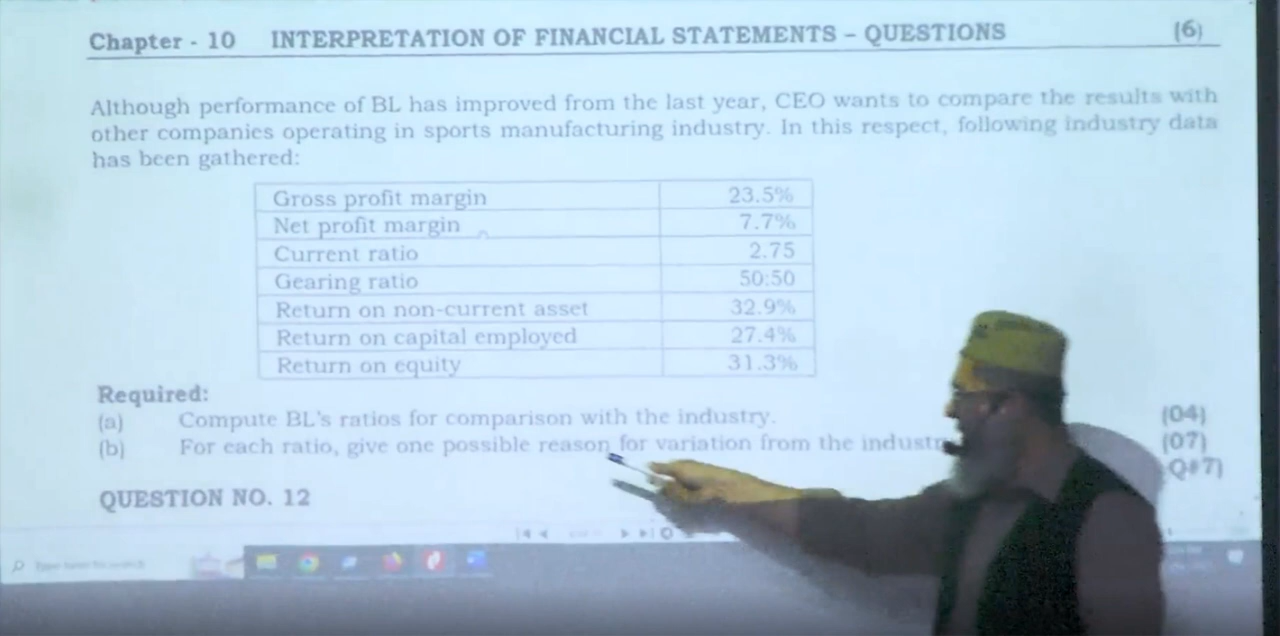 Chapter - 10 INTERPRETATION OF FINANCIAL STATEMENTS – QUESTIONS (6)
Although performance of BL has improved from the last year, CEO wants to compare the results with
other companies operating in sports manufacturing industry. In this respect, following industry data
has been gathered:
Gross profit margin 23.5%
Net profit margin 7.7%
Current ratio 2.75
Gearing ratio 50:50
Return on non-current asset 32.9%
Return on capital employed 27.4%
Return on equity 31.3%
Required:
(a) Compute BL's ratios for comparison with the industry. (04)
(b) For each ratio, give one possible reason for variation from the industr (07)
Q#7)
QUESTION NO. 12